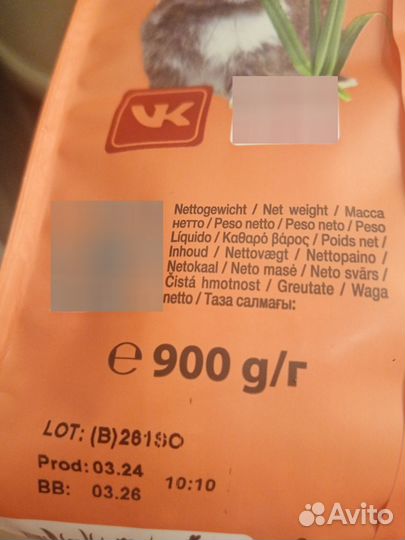 VK
Nettogewicht / Net weight / Масса
нетто / Peso netto / Peso neto / Peso
Líquido / Καθαρό βάρος / Poids net /
Inhoud / Nettovægt / Nettopaino /
Netokaal / Neto masė / Neto svārs /
Čistá hmotnost / Greutate / Waga
netto / Таза салмағы:
℮ 900 g/г
LOT: (B)261SO
Prod: 03.24 10:10
BB: 03.26
Avito